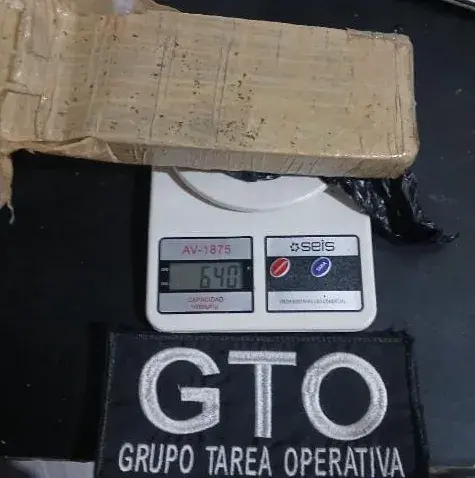 AV-1875
seis
640
CAPACIDAD
GTO
GRUPO TAREA OPERATIVA